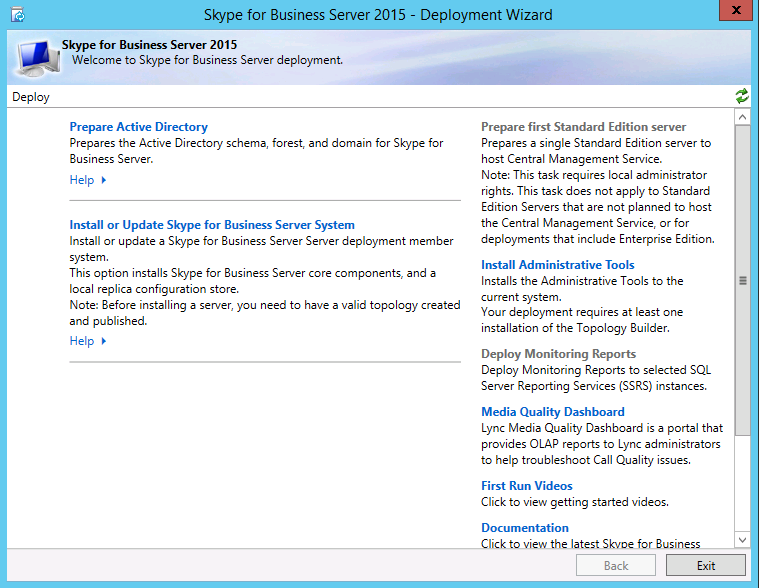 Skype for Business Server 2015 - Deployment Wizard
x
Skype for Business Server 2015
Welcome to Skype for Business Server deployment.
Deploy
Prepare Active Directory
Prepares the Active Directory schema, forest, and domain for Skype for
Business Server.
Help
Install or Update Skype for Business Server System
Install or update a Skype for Business Server Server deployment member
system.
This option installs Skype for Business Server core components, and a
local replica configuration store.
Note: Before installing a server, you need to have a valid topology created
and published.
Help
Prepare first Standard Edition server
Prepares a single Standard Edition server to
host Central Management Service.
Note: This task requires local administrator
rights. This task does not apply to Standard
Edition Servers that are not planned to host
the Central Management Service, or for
deployments that include Enterprise Edition.
Install Administrative Tools
Installs the Administrative Tools to the
current system.
Your deployment requires at least one
installation of the Topology Builder.
Deploy Monitoring Reports
Deploy Monitoring Reports to selected SQL
Server Reporting Services (SSRS) instances.
Media Quality Dashboard
Lync Media Quality Dashboard is a portal that
provides OLAP reports to Lync administrators
to help troubleshoot Call Quality issues.
First Run Videos
Click to view getting started videos.
Documentation
Click to view the latest Skype for Business
Back
Exit